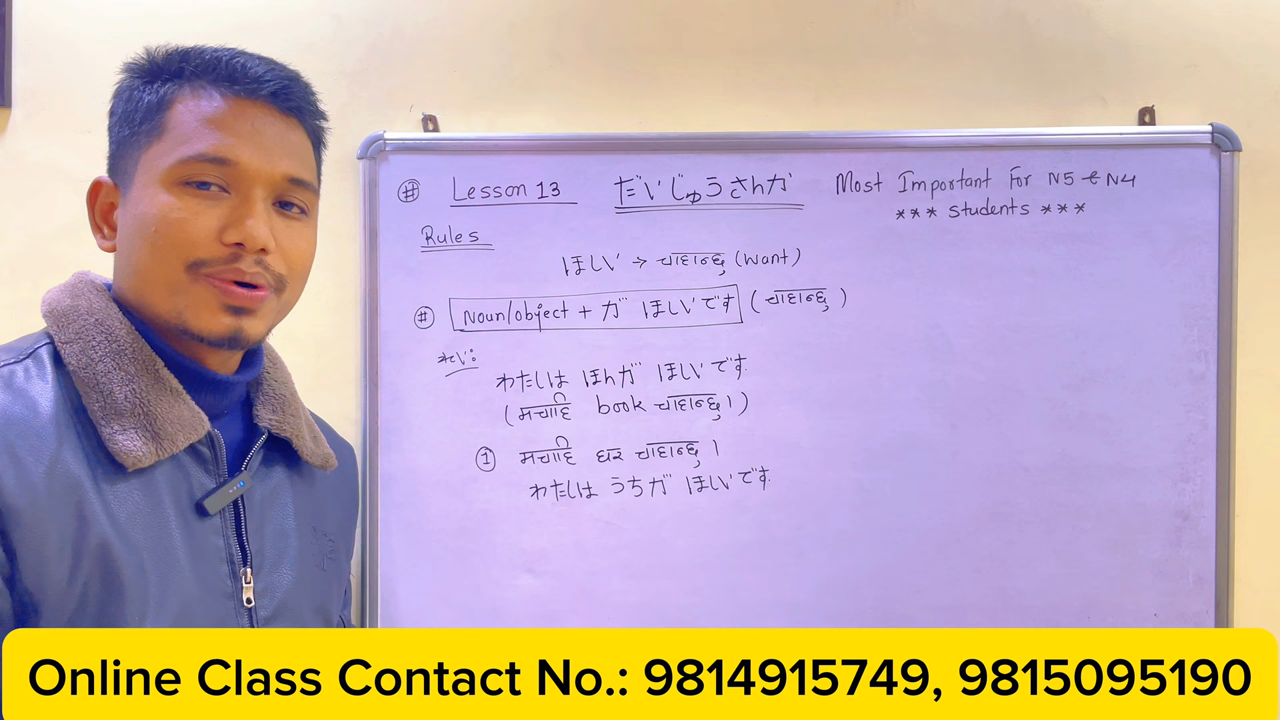 # Lesson 13 だいじゅうさんか Most Important For N5 & N4
*** students ***
Rules
ほしい → चाहान्छु (want)
# Noun/object + が ほしいです (चाहान्छु)
れい:
わたしは ほんが ほしいです.
(मचाहि book चाहान्छु।)
① मचाहि घर चाहान्छु।
わたしは うちが ほしいです.
Online Class Contact No.: 9814915749, 9815095190